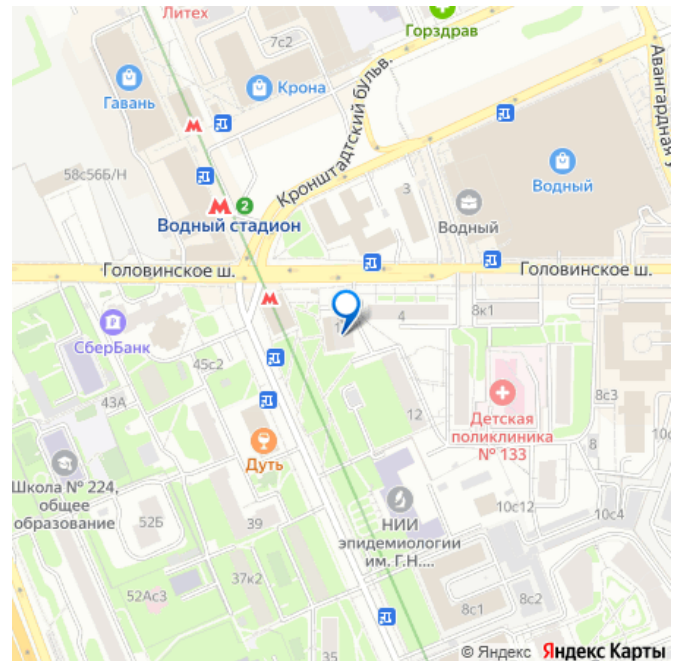 Литех
7с2
Горздрав
Гавань
Крона
Кронштадтский бульв.
Авангардная у
58с56Б/Н
3
Водный
2
Водный стадион
Водный
Головинское ш.
Головинское ш.
СберБанк
4
8к1
45с2
43А
12
Детская
поликлиника
№ 133
8с3
8
10с
Дуть
Школа № 224,
общее
образование
52Б
39
НИИ
эпидемиологии
им. Г.Н....
10с12
10с4
37к2
52Ас3
8с1
8с2
35
© Яндекс Яндекс Карты